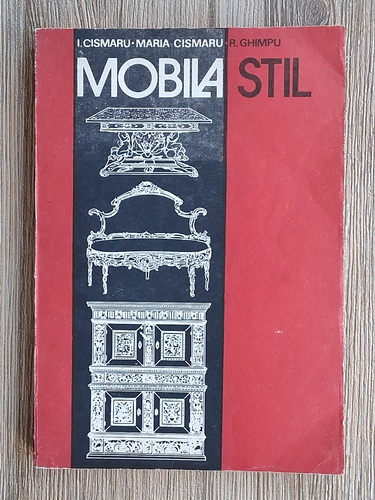 I. CISMARU • MARIA CISMARU • R. GHIMPU
MOBILA STIL